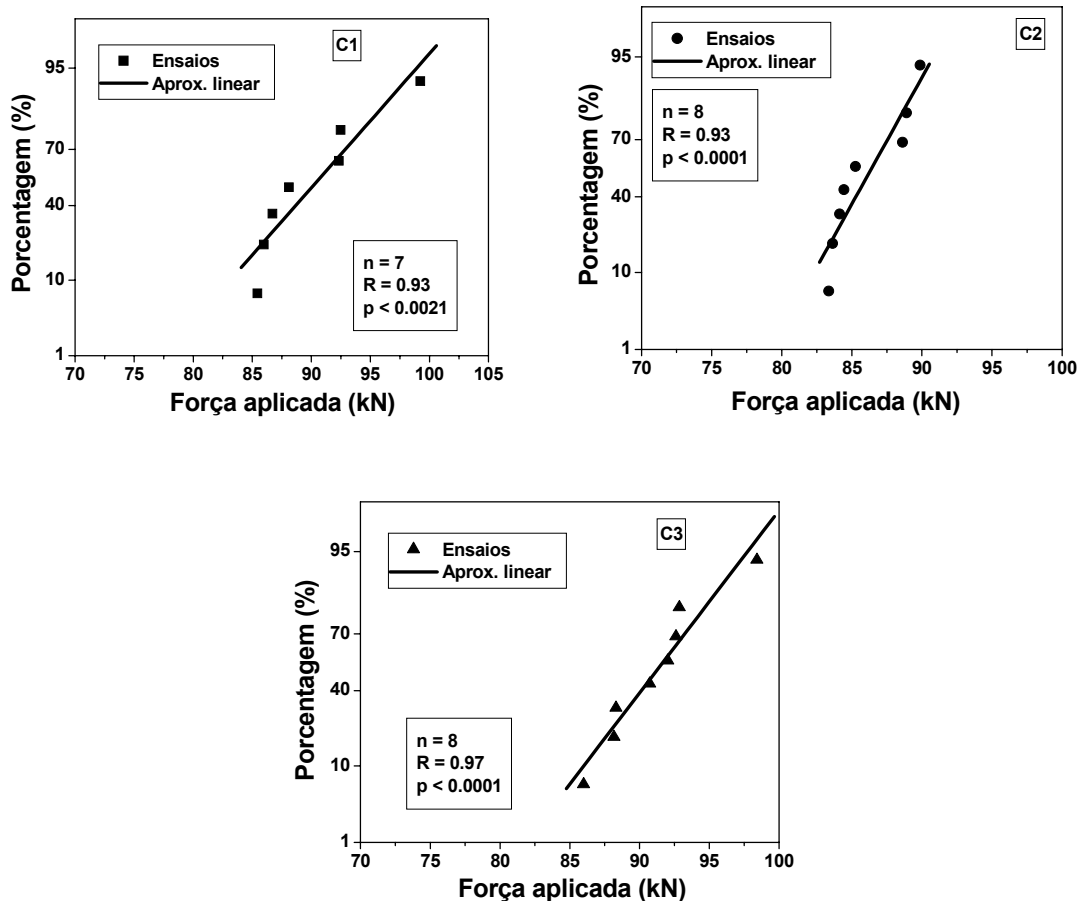 C1
Ensaios
Aprox. linear
n = 7
R = 0.93
p < 0.0021
95
70
40
10
1
70 75 80 85 90 95 100 105
Porcentagem (%)
Força aplicada (kN)
C2
Ensaios
Aprox. linear
n = 8
R = 0.93
p < 0.0001
95
70
40
10
1
70 75 80 85 90 95 100
Porcentagem (%)
Força aplicada (kN)
C3
Ensaios
Aprox. linear
n = 8
R = 0.97
p < 0.0001
95
70
40
10
1
70 75 80 85 90 95 100
Porcentagem (%)
Força aplicada (kN)